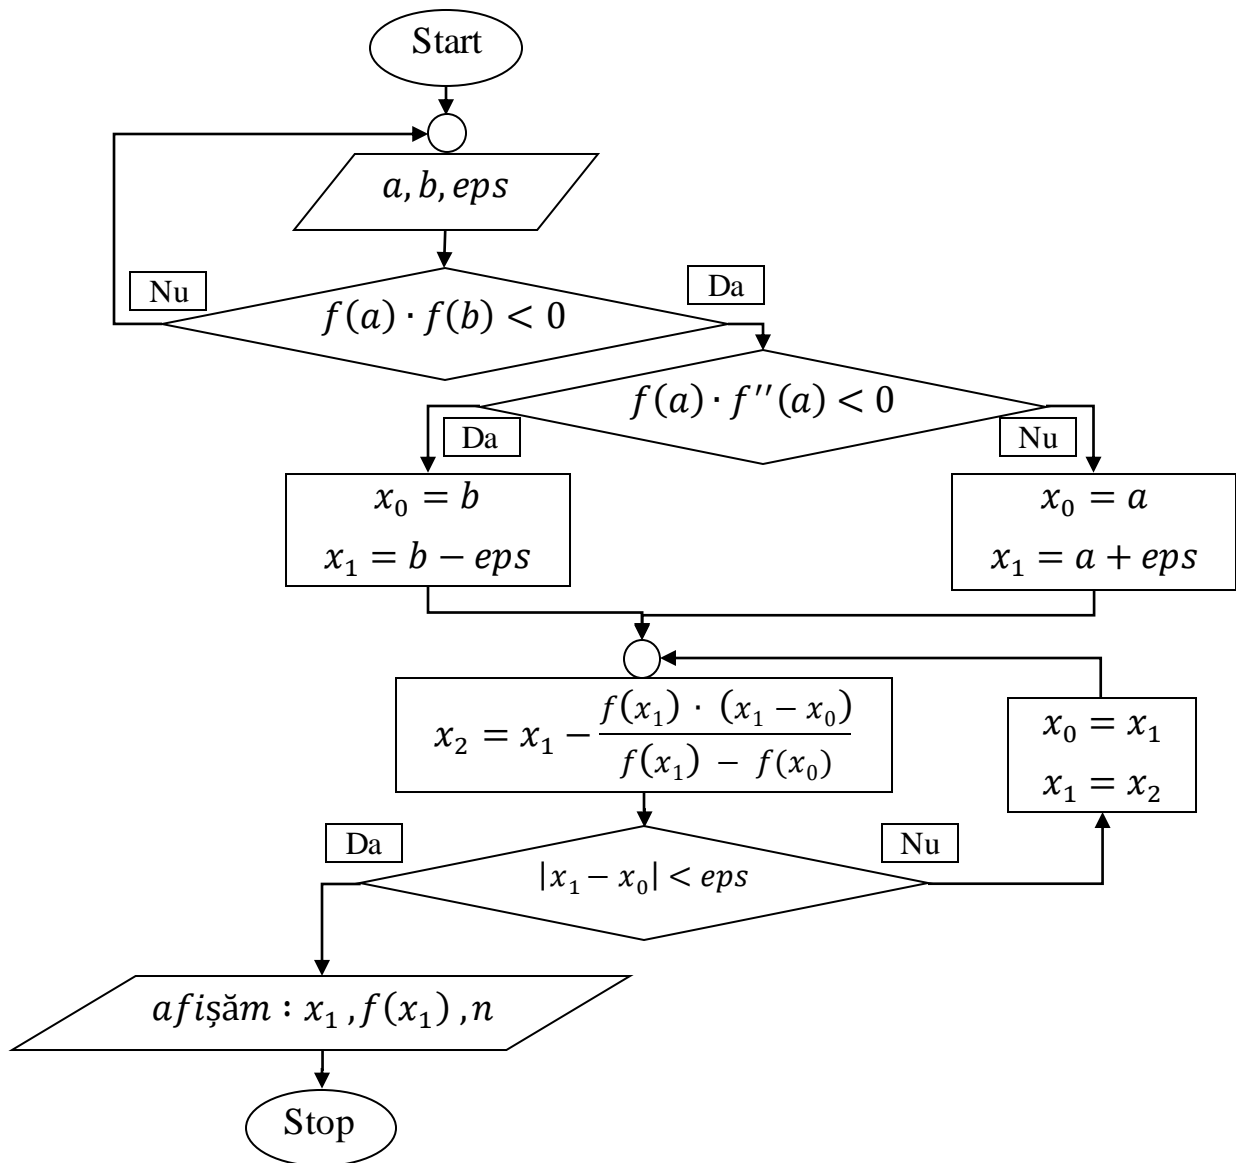 Start
a, b, eps
Nu
Da
f(a) · f(b) < 0
f(a) · f′′(a) < 0
Da
Nu
x₀ = b
x₁ = b − eps
x₀ = a
x₁ = a + eps
x₂ = x₁ − \frac{f(x₁) · (x₁ − x₀)}{f(x₁) − f(x₀)}
x₀ = x₁
x₁ = x₂
Da
Nu
|x₁ − x₀| < eps
afișăm : x₁ , f(x₁) , n
Stop